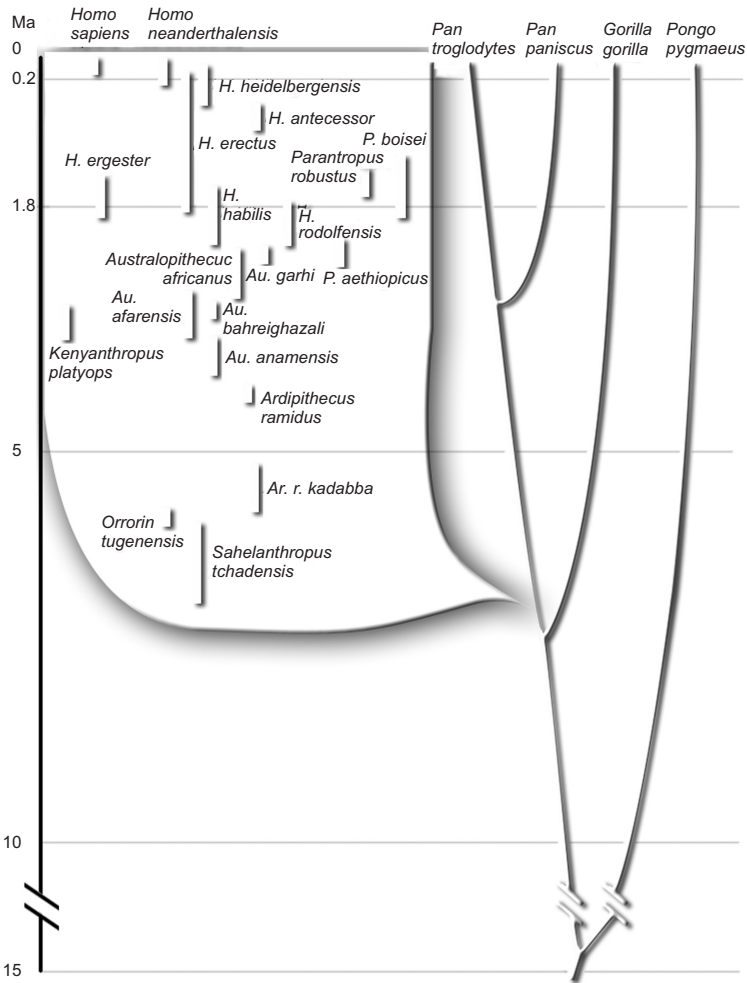 Ma
Homo
sapiens
Homo
neanderthalensis
Pan
troglodytes
Pan
paniscus
Gorilla
gorilla
Pongo
pygmaeus
0
0.2
H. heidelbergensis
H. antecessor
H. erectus
P. boisei
H. ergester
Parantropus
robustus
1.8
H.
habilis
H.
rodolfensis
Australopithecuc
africanus
Au. garhi
P. aethiopicus
Au.
afarensis
Au.
bahreighazali
Kenyanthropus
platyops
Au. anamensis
Ardipithecus
ramidus
5
Ar. r. kadabba
Orrorin
tugenensis
Sahelanthropus
tchadensis
10
15